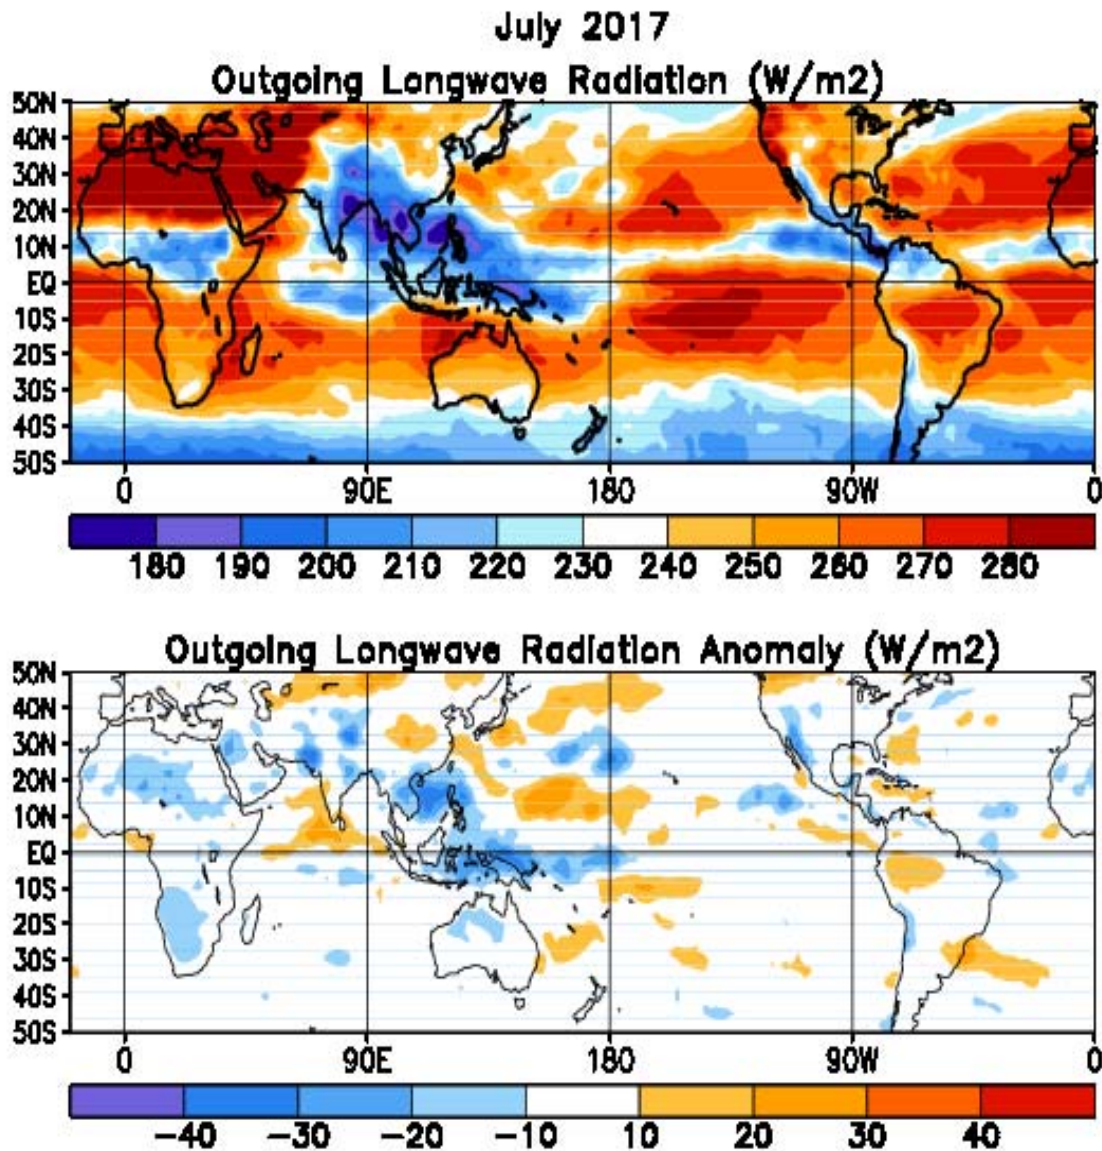 July 2017
Outgoing Longwave Radiation (W/m2)
50N
40N
30N
20N
10N
EQ
10S
20S
30S
40S
50S
0 90E 180 90W 0
180 190 200 210 220 230 240 250 260 270 280
Outgoing Longwave Radiation Anomaly (W/m2)
50N
40N
30N
20N
10N
EQ
10S
20S
30S
40S
50S
0 90E 180 90W 0
-40 -30 -20 -10 10 20 30 40